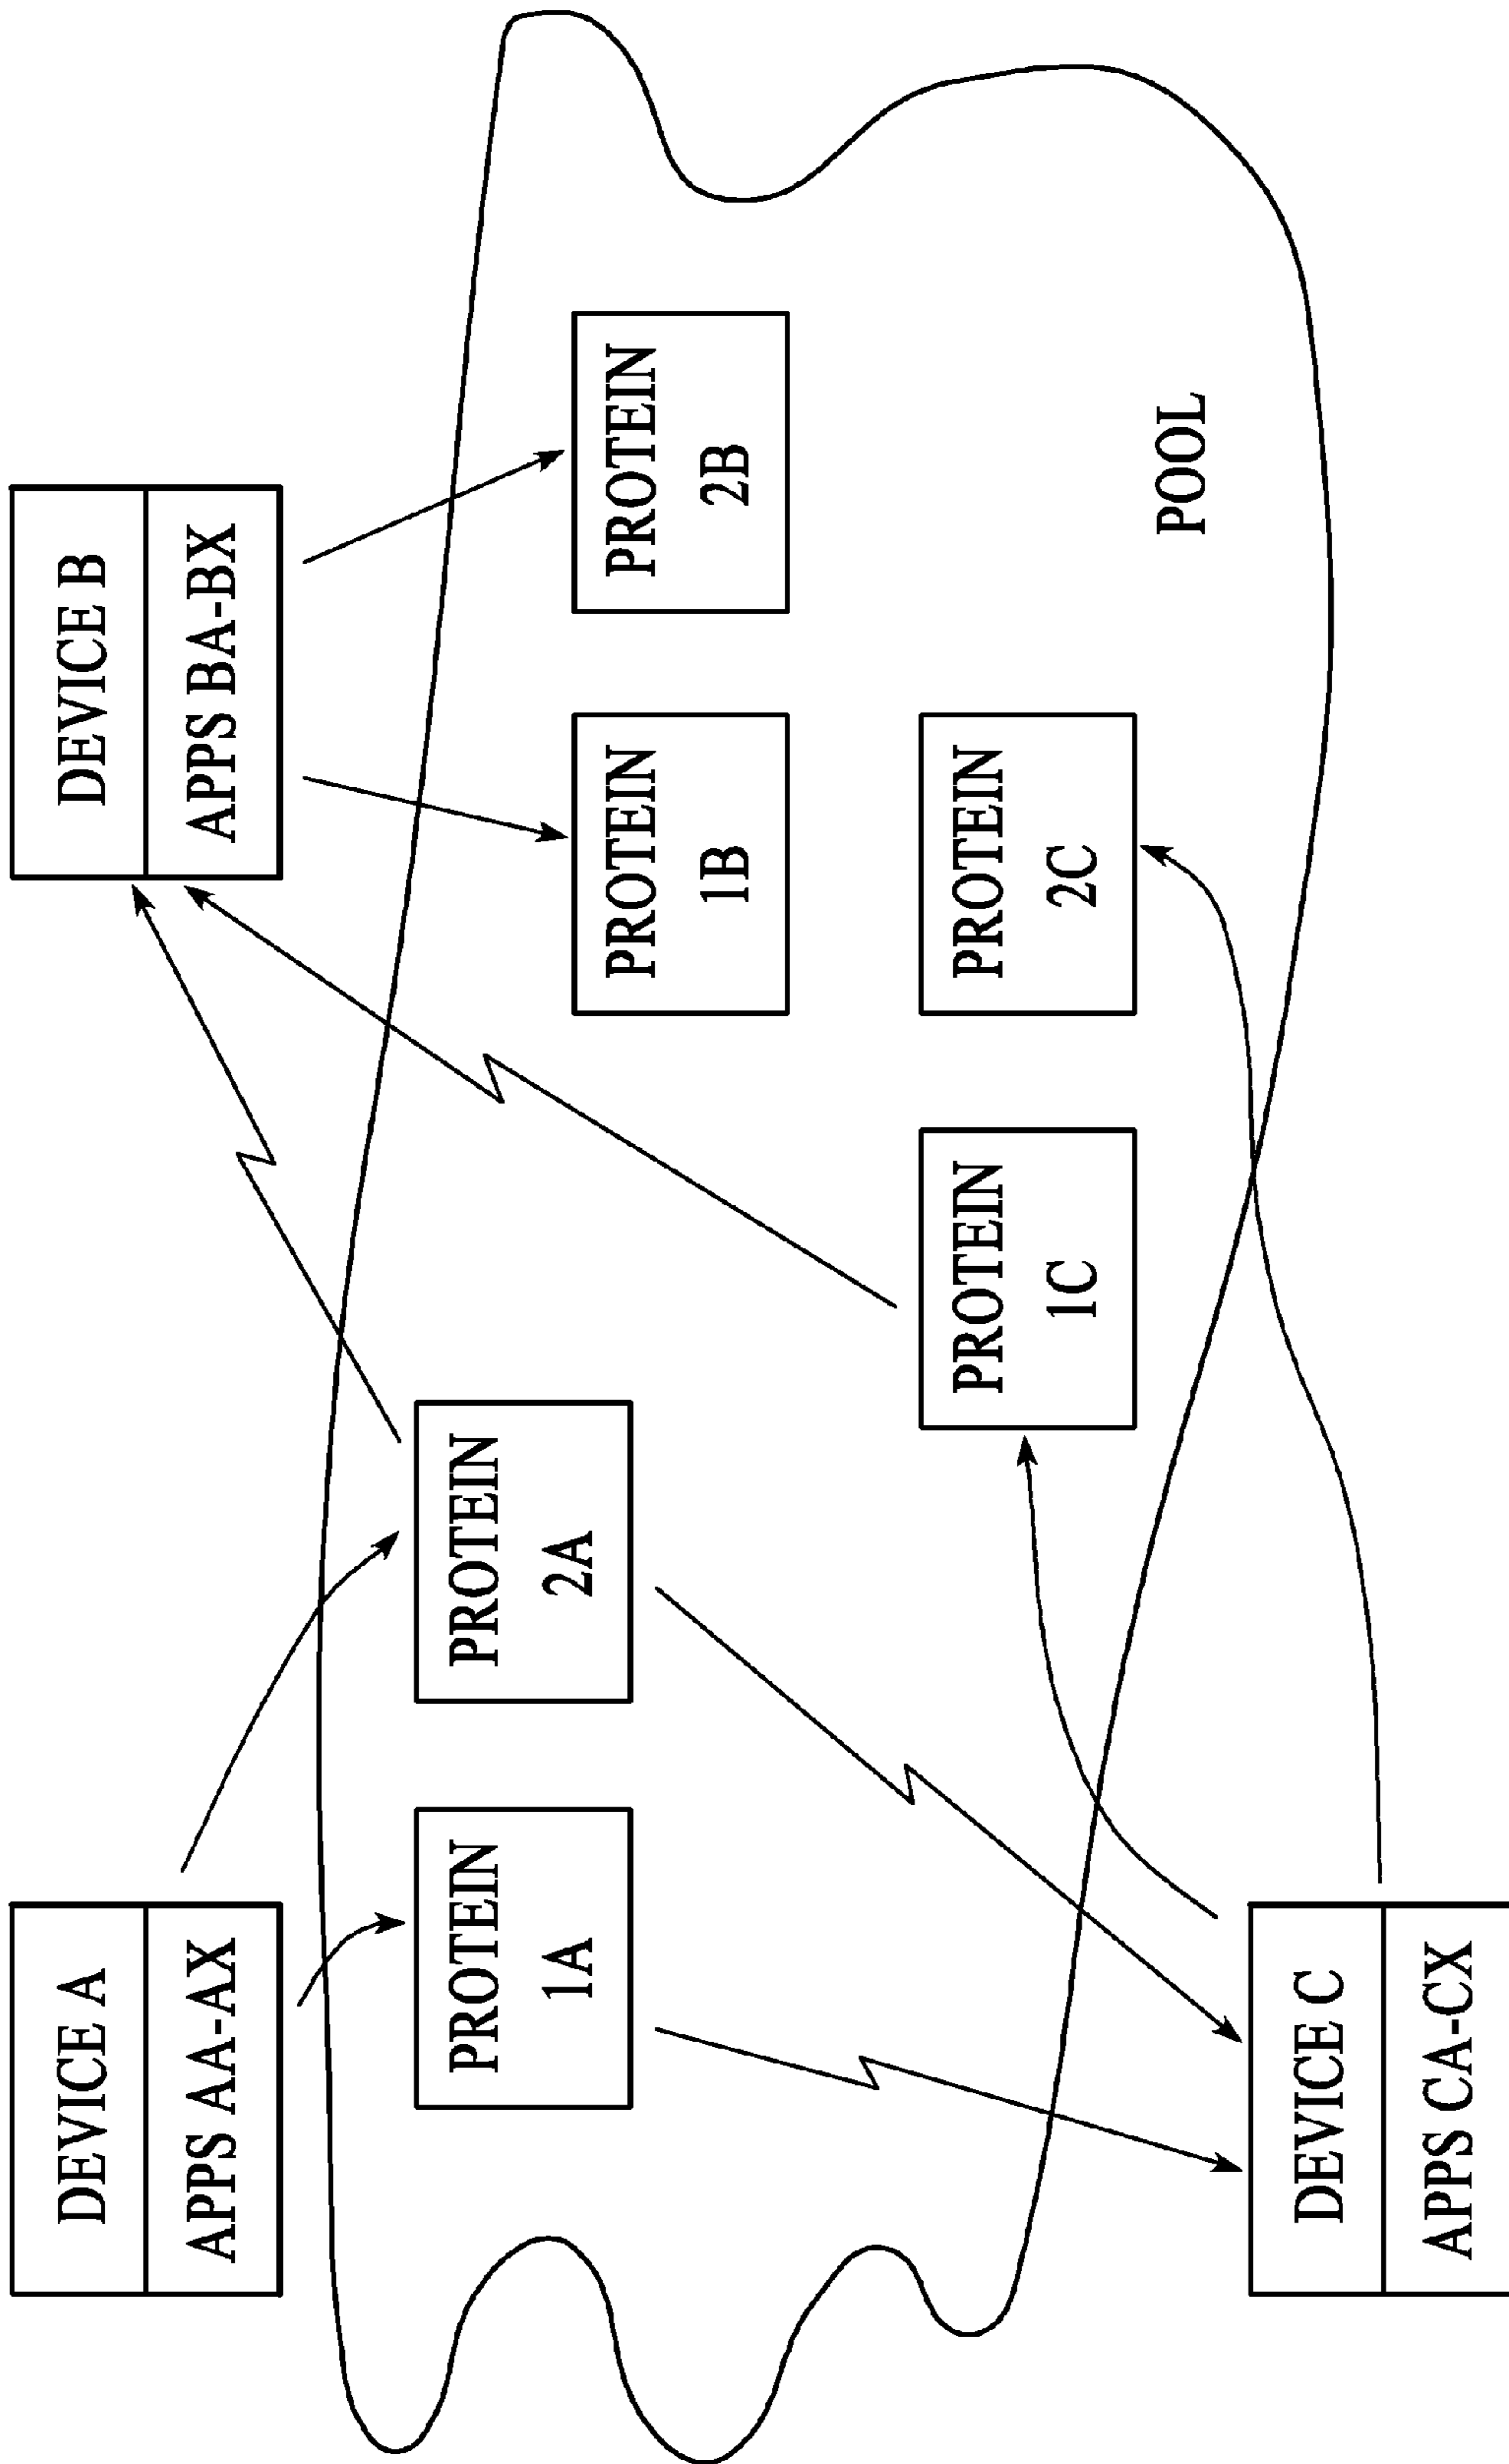 DEVICE A
APPS AA-AX
DEVICE B
APPS BA-BX
PROTEIN
1A
PROTEIN
2A
PROTEIN
1B
PROTEIN
2B
PROTEIN
1C
PROTEIN
2C
POOL
DEVICE C
APPS CA-CX